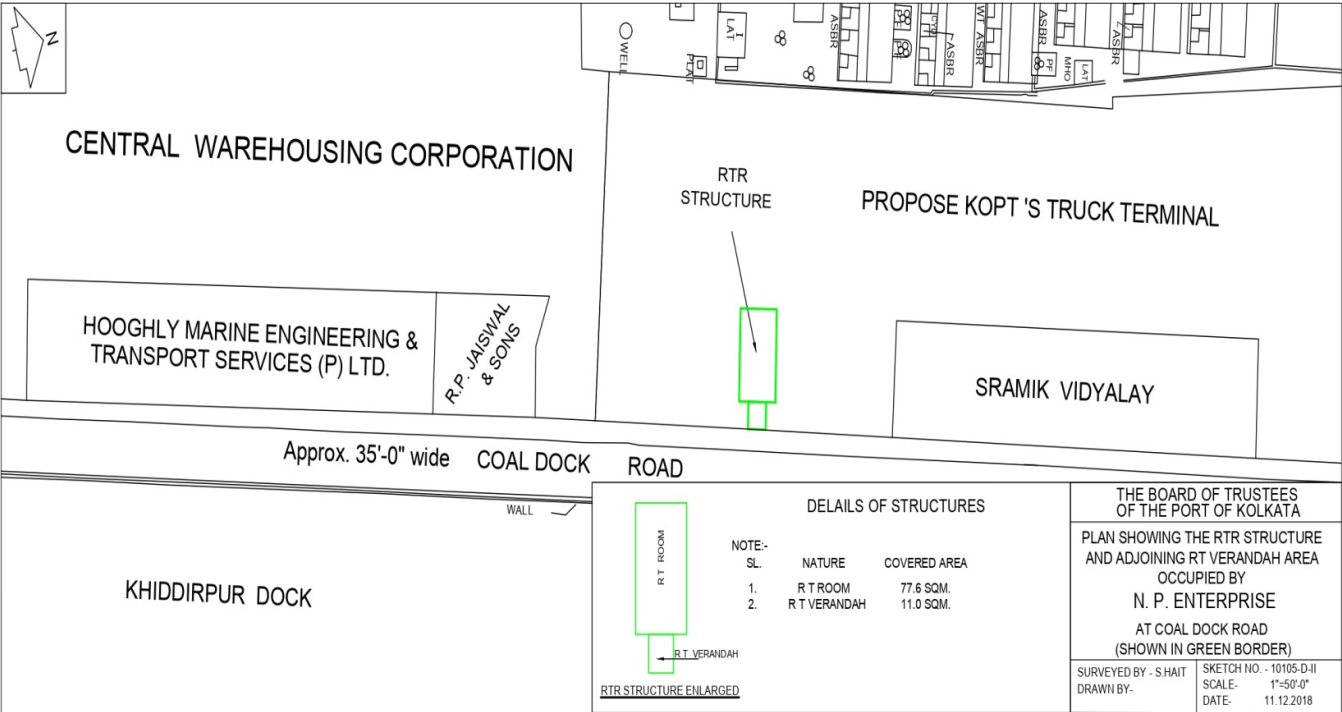 N
WELL
PLAT
I
LAT
ASBR
PF
PF
CYD
ASBR
WT
ASBR
ASBR
PF
MHO
LAT
ASBR
CENTRAL WAREHOUSING CORPORATION
RTR
STRUCTURE
PROPOSE KOPT 'S TRUCK TERMINAL
HOOGHLY MARINE ENGINEERING &
TRANSPORT SERVICES (P) LTD.
R.P. JAISWAL
& SONS
SRAMIK VIDYALAY
Approx. 35'-0" wide COAL DOCK ROAD
WALL
KHIDDIRPUR DOCK
R T ROOM
R T VERANDAH
RTR STRUCTURE ENLARGED
DELAILS OF STRUCTURES
NOTE:-
SL. NATURE COVERED AREA
1. R T ROOM 77.6 SQM.
2. R T VERANDAH 11.0 SQM.
THE BOARD OF TRUSTEES
OF THE PORT OF KOLKATA
PLAN SHOWING THE RTR STRUCTURE
AND ADJOINING RT VERANDAH AREA
OCCUPIED BY
N. P. ENTERPRISE
AT COAL DOCK ROAD
(SHOWN IN GREEN BORDER)
SURVEYED BY - S.HAIT
DRAWN BY-
SKETCH NO. - 10105-D-II
SCALE- 1"=50'-0"
DATE- 11.12.2018